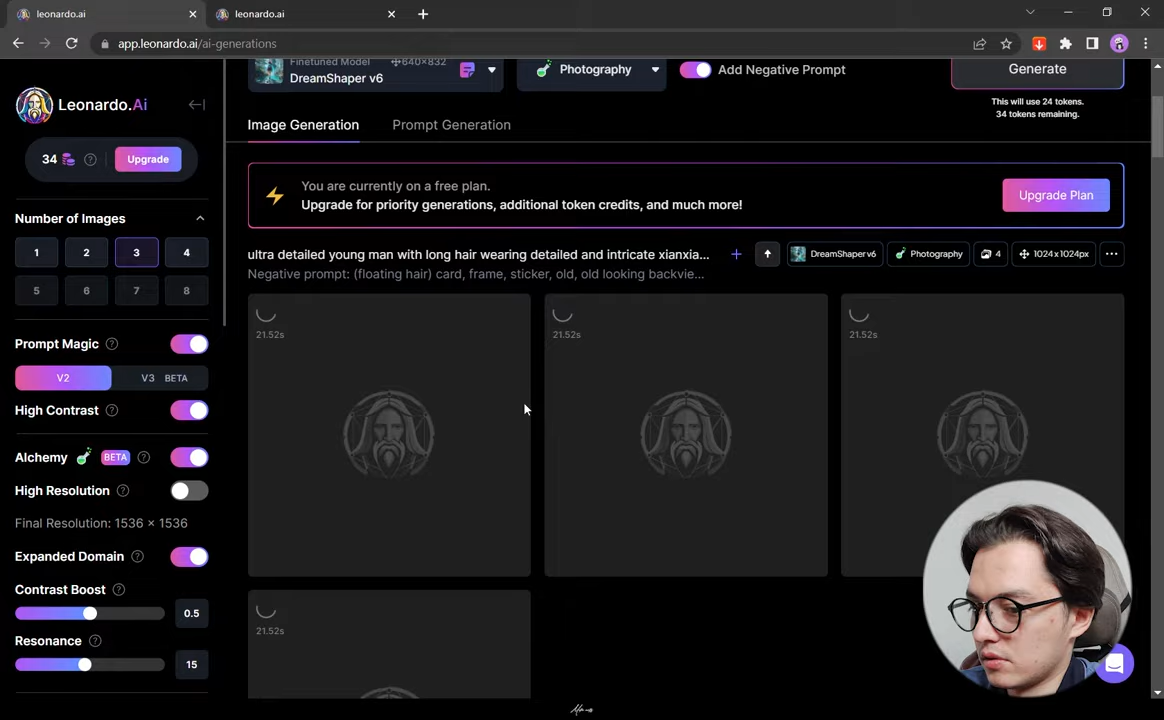 leonardo.ai
leonardo.ai
app.leonardo.ai/ai-generations
Leonardo.Ai
34
Upgrade
Number of Images
1 2 3 4
5 6 7 8
Prompt Magic
V2 V3 BETA
High Contrast
Alchemy BETA
High Resolution
Final Resolution: 1536 × 1536
Expanded Domain
Contrast Boost
0.5
Resonance
15
Finetuned Model 640×832
DreamShaper v6
Photography
Add Negative Prompt
Generate
This will use 24 tokens.
34 tokens remaining.
Image Generation Prompt Generation
You are currently on a free plan.
Upgrade for priority generations, additional token credits, and much more!
Upgrade Plan
ultra detailed young man with long hair wearing detailed and intricate xianxia...
DreamShaper v6 Photography 4 1024x1024px
Negative prompt: (floating hair) card, frame, sticker, old, old looking backvie...
21.52s 21.52s 21.52s
21.52s